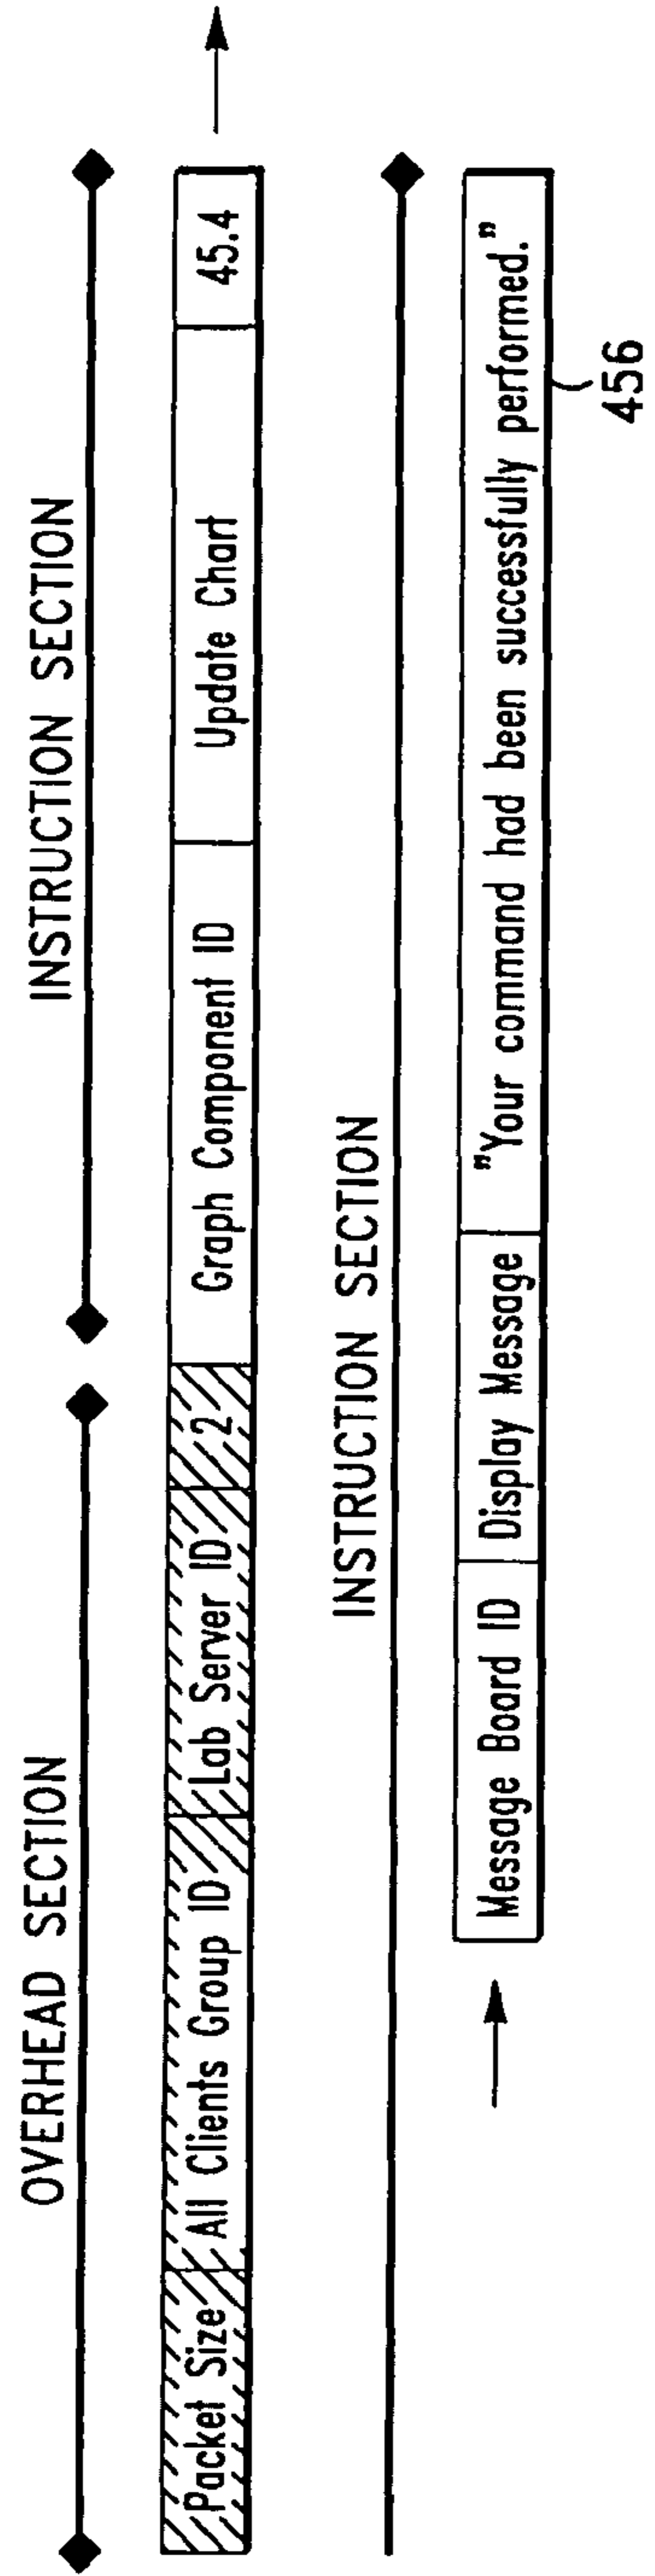 OVERHEAD SECTION INSTRUCTION SECTION
Packet Size All Clients Group ID Lab Server ID 2 Graph Component ID Update Chart 45.4
INSTRUCTION SECTION
Message Board ID Display Message "Your command had been successfully performed."
456